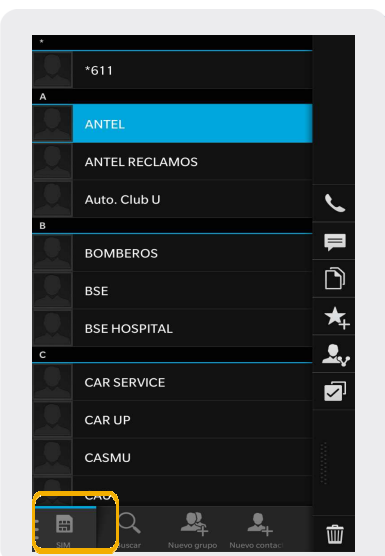 *
*611
A
ANTEL
ANTEL RECLAMOS
Auto. Club U
B
BOMBEROS
BSE
BSE HOSPITAL
C
CAR SERVICE
CAR UP
CASMU
SIM
Nuevo grupo
Nuevo contac